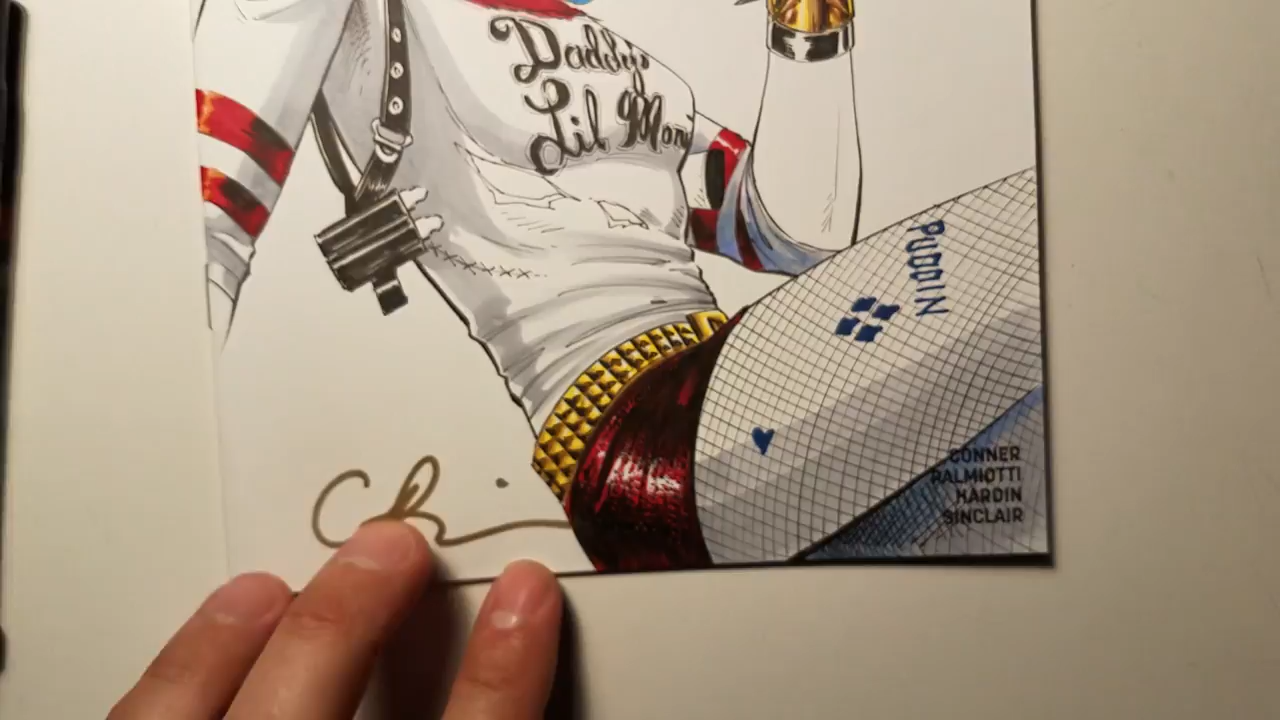 Daddy's
Lil Mon
PUDDIN
CONNER
PALMIOTTI
HARDIN
SINCLAIR